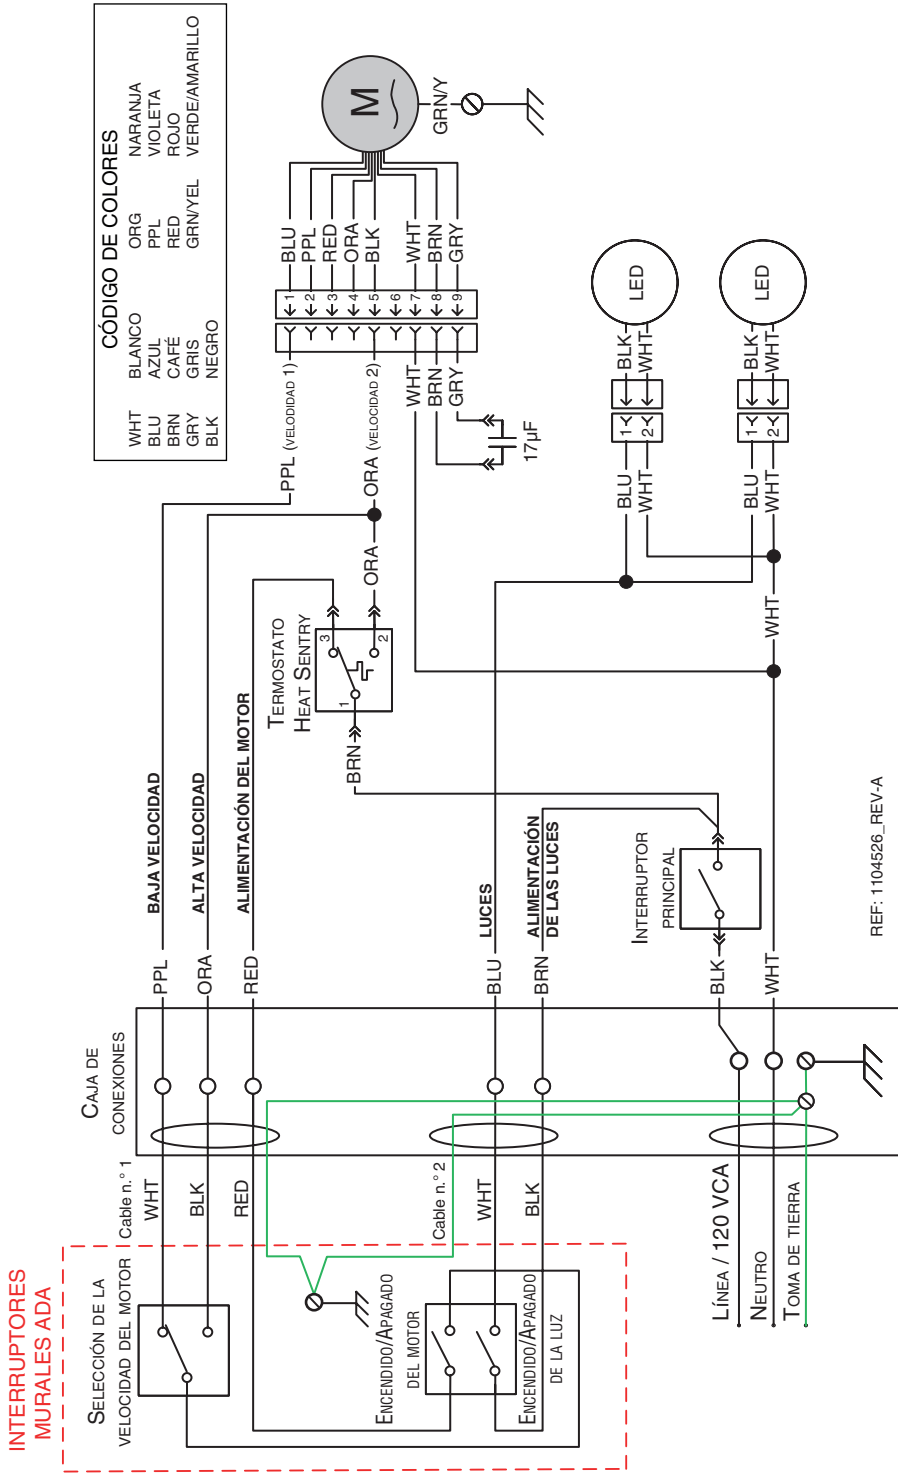 CÓDIGO DE COLORES
WHT BLANCO ORG NARANJA
BLU AZUL PPL VIOLETA
BRN CAFÉ RED ROJO
GRY GRIS GRN/YEL VERDE/AMARILLO
BLK NEGRO
INTERRUPTORES
MURALES ADA
SELECCIÓN DE LA
VELOCIDAD DEL MOTOR
Cable n.° 1
WHT
BLK
RED
CAJA DE
CONEXIONES
PPL
BAJA VELOCIDAD
ORA
ALTA VELOCIDAD
RED
ALIMENTACIÓN DEL MOTOR
TERMOSTATO
HEAT SENTRY
3
2
1
BRN
ORA
PPL (VELODIDAD 1)
ORA (VELOCIDAD 2)
WHT
BRN
GRY
17µF
1
2
3
4
5
6
7
8
9
BLU
PPL
RED
ORA
BLK
WHT
BRN
GRY
M
GRN/Y
ENCENDIDO/APAGADO
DEL MOTOR
ENCENDIDO/APAGADO
DE LA LUZ
Cable n.° 2
WHT
BLK
BLU
LUCES
BRN
ALIMENTACIÓN
DE LAS LUCES
INTERRUPTOR
PRINCIPAL
BLU
WHT
1
2
BLK
WHT
LED
BLU
WHT
1
2
BLK
WHT
LED
WHT
LÍNEA / 120 VCA
NEUTRO
TOMA DE TIERRA
BLK
WHT
REF: 1104526_REV-A